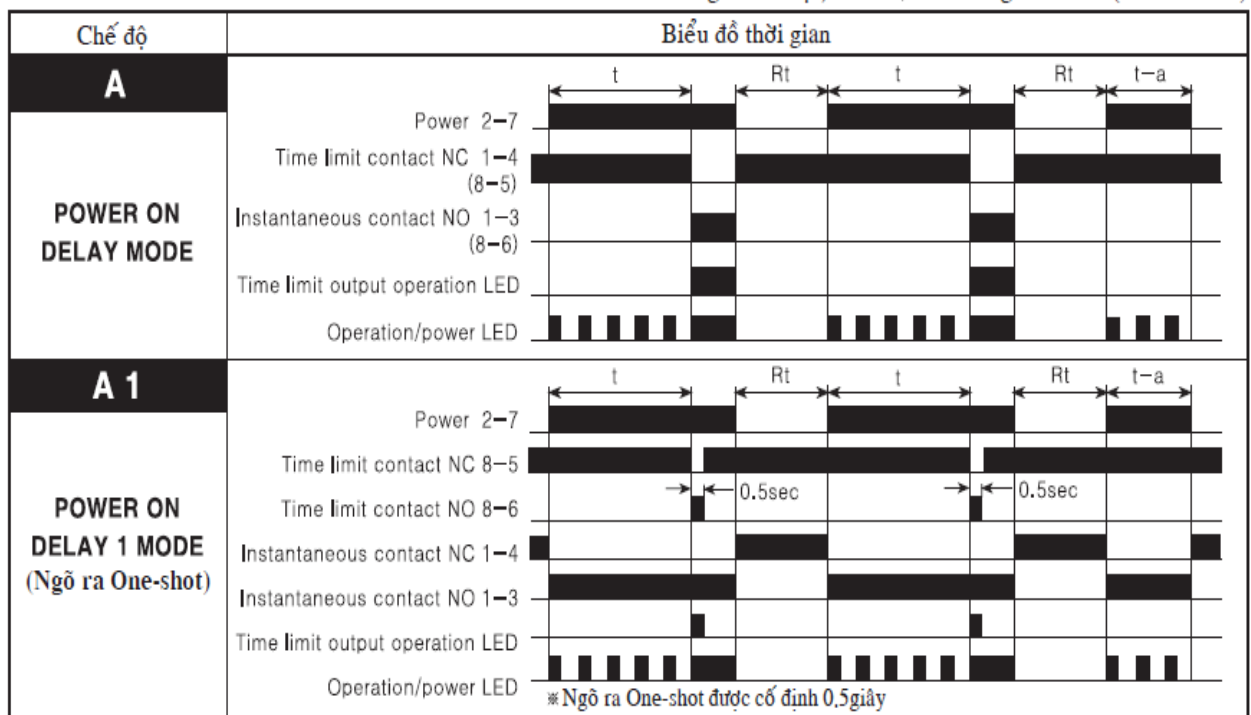 Chế độ
Biểu đồ thời gian
A
POWER ON
DELAY MODE
t Rt t Rt t-a
Power 2-7
Time limit contact NC 1-4
(8-5)
Instantaneous contact NO 1-3
(8-6)
Time limit output operation LED
Operation/power LED
A 1
POWER ON
DELAY 1 MODE
(Ngõ ra One-shot)
t Rt t Rt t-a
Power 2-7
Time limit contact NC 8-5
0.5sec 0.5sec
Time limit contact NO 8-6
Instantaneous contact NC 1-4
Instantaneous contact NO 1-3
Time limit output operation LED
Operation/power LED
※Ngõ ra One-shot được cố định 0.5giây